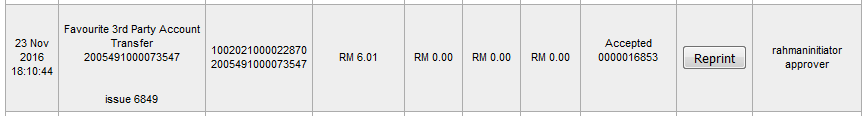 23 Nov
2016
18:10:44
Favourite 3rd Party Account
Transfer
2005491000073547
issue 6849
1002021000022870
2005491000073547
RM 6.01
RM 0.00
RM 0.00
RM 0.00
Accepted
0000016853
Reprint
rahmaninitiator
approver